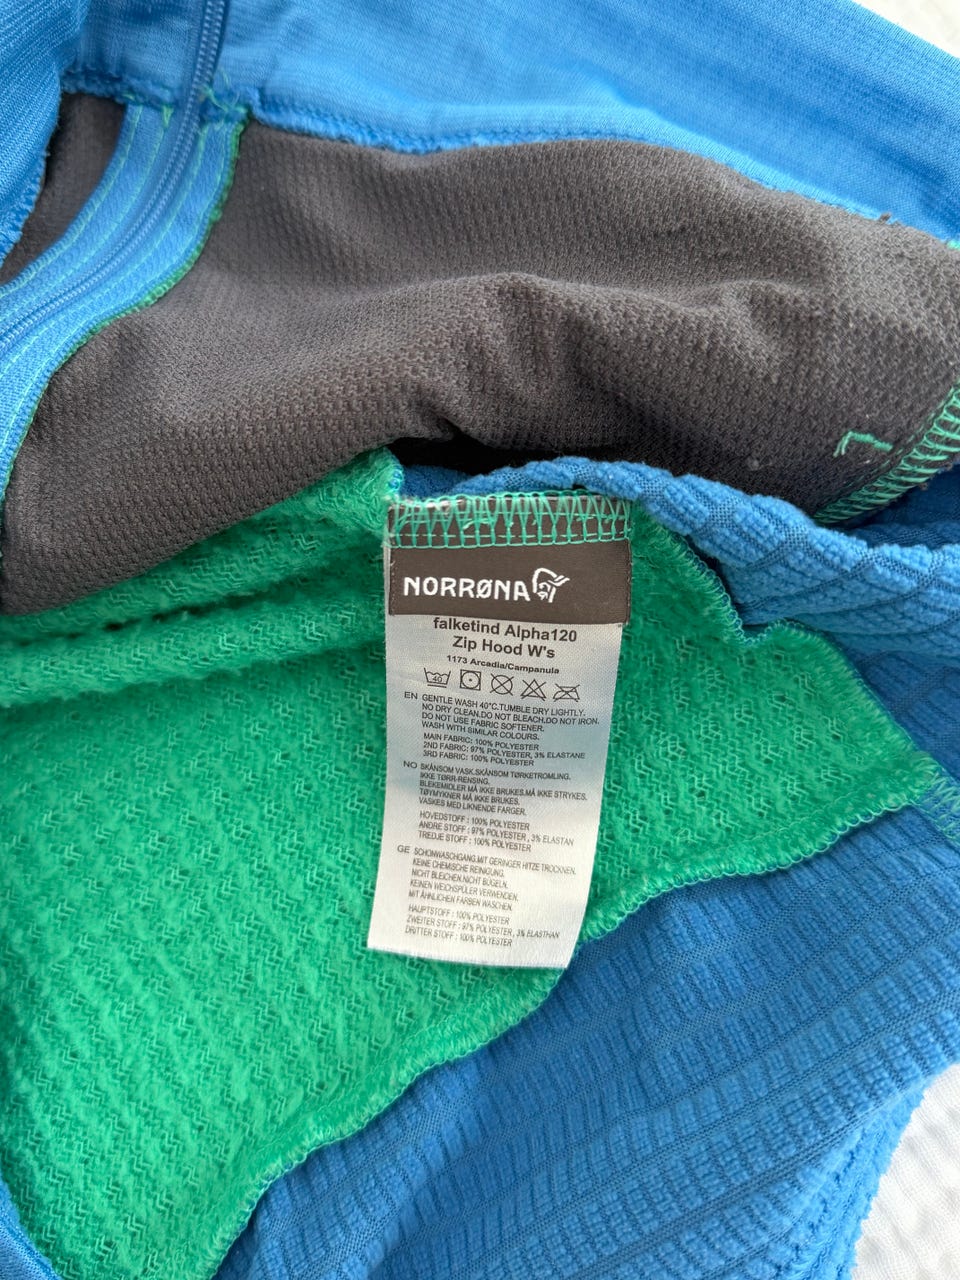 NORRØNA
falketind Alpha120
Zip Hood W's
1173 Arcadia/Campanula
40
EN GENTLE WASH 40°C.TUMBLE DRY LIGHTLY.
NO DRY CLEAN.DO NOT BLEACH.DO NOT IRON.
DO NOT USE FABRIC SOFTENER.
WASH WITH SIMILAR COLOURS.
MAIN FABRIC: 100% POLYESTER
2ND FABRIC: 97% POLYESTER, 3% ELASTANE
3RD FABRIC: 100% POLYESTER
NO SKÅNSOM VASK.SKÅNSOM TØRKETROMLING.
IKKE TØRR-RENSING.
BLEKEMIDLER MÅ IKKE BRUKES.MÅ IKKE STRYKES.
TØYMYKNER MÅ IKKE BRUKES.
VASKES MED LIKNENDE FARGER.
HOVEDSTOFF : 100% POLYESTER
ANDRE STOFF : 97% POLYESTER , 3% ELASTAN
TREDJE STOFF : 100% POLYESTER
GE SCHONWASCHGANG.MIT GERINGER HITZE TROCKNEN.
KEINE CHEMISCHE REINIGUNG.
NICHT BLEICHEN.NICHT BÜGELN.
KEINEN WEICHSPÜLER VERWENDEN.
MIT ÄHNLICHEN FARBEN WASCHEN.
HAUPTSTOFF : 100% POLYESTER
ZWEITER STOFF : 97% POLYESTER , 3% ELASTHAN
DRITTER STOFF : 100% POLYESTER